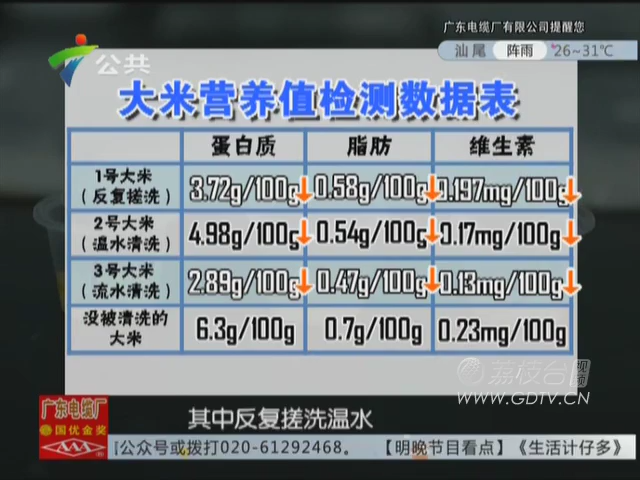 广东电缆厂有限公司提醒您
汕尾 阵雨 26~31℃
公共
大米营养值检测数据表
蛋白质 脂肪 维生素
1号大米
(反复搓洗) 3.72g/100g↓ 0.58g/100g↓ 0.197mg/100g↓
2号大米
(温水清洗) 4.98g/100g↓ 0.54g/100g↓ 0.17mg/100g↓
3号大米
(流水清洗) 2.89g/100g↓ 0.47g/100g↓ 0.13mg/100g↓
没被清洗的
大米 6.3g/100g 0.7g/100g 0.23mg/100g
荔枝台 视频
www.GDTV.CN
广东电缆厂
国优金奖
AAA
其中反复搓洗温水
公众号或拨打020-61292468。 【明晚节目看点】《生活计仔多》